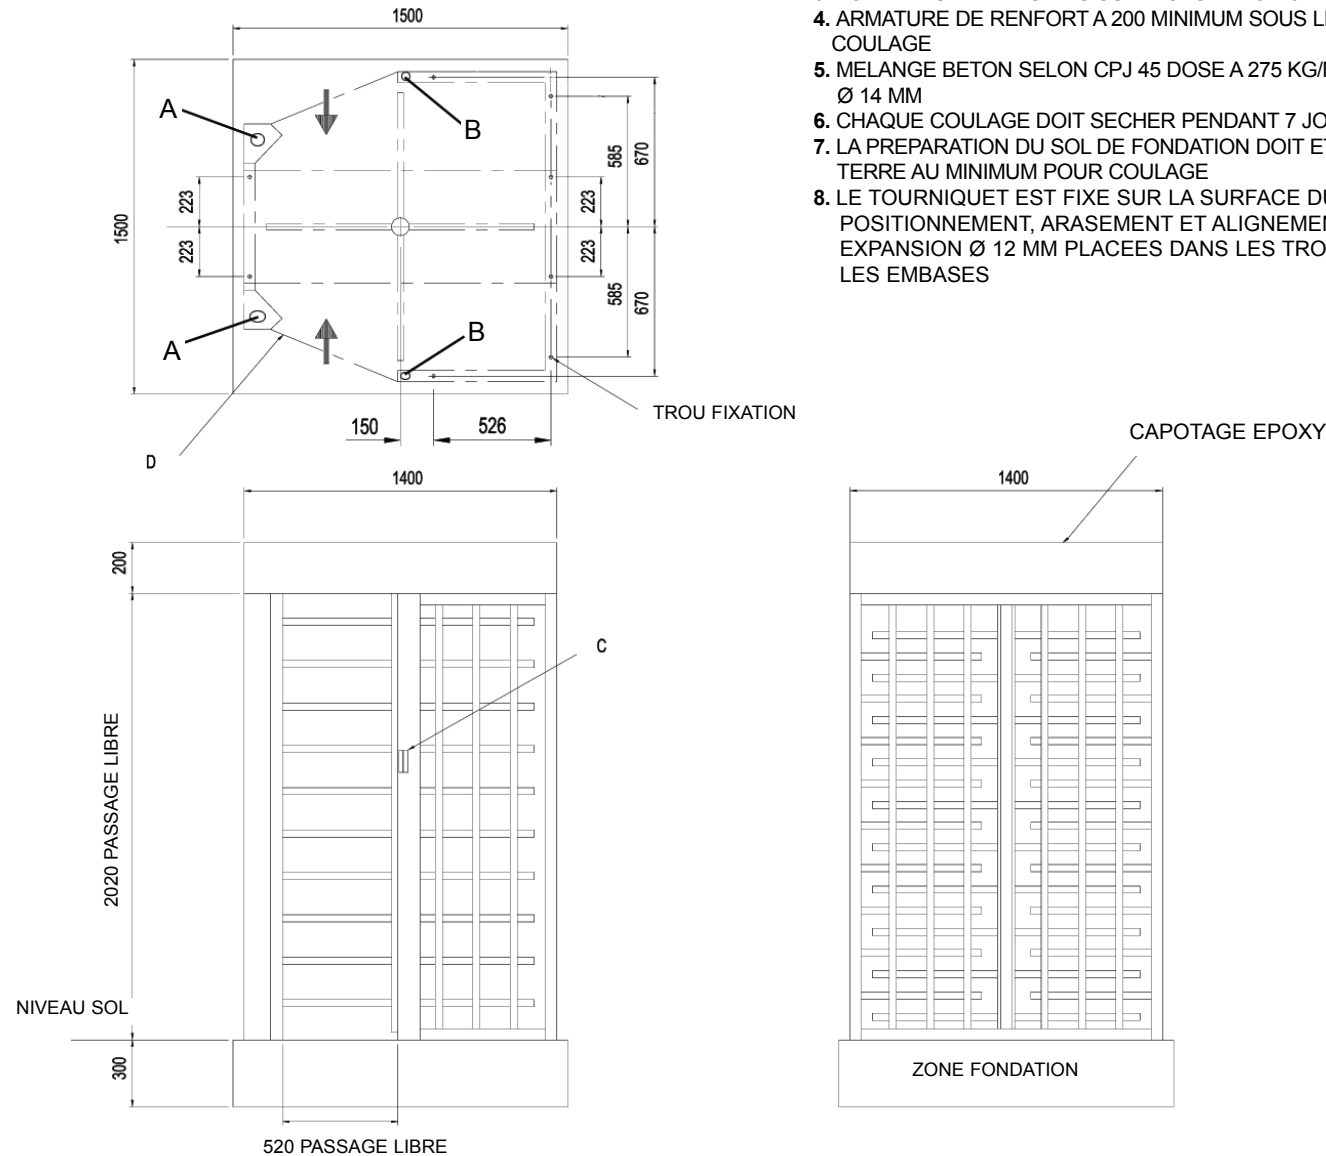 4. ARMATURE DE RENFORT A 200 MINIMUM SOUS L
COULAGE
5. MELANGE BETON SELON CPJ 45 DOSE A 275 KG/
Ø 14 MM
6. CHAQUE COULAGE DOIT SECHER PENDANT 7 JO
7. LA PREPARATION DU SOL DE FONDATION DOIT E
TERRE AU MINIMUM POUR COULAGE
8. LE TOURNIQUET EST FIXE SUR LA SURFACE D
POSITIONNEMENT, ARASEMENT ET ALIGNEME
EXPANSION Ø 12 MM PLACEES DANS LES TRO
LES EMBASES
1500
1500
A
B
223
223
223
223
585
670
585
670
A
B
150
526
TROU FIXATION
D
CAPOTAGE EPOXY
1400
1400
200
C
2020 PASSAGE LIBRE
NIVEAU SOL
300
ZONE FONDATION
520 PASSAGE LIBRE